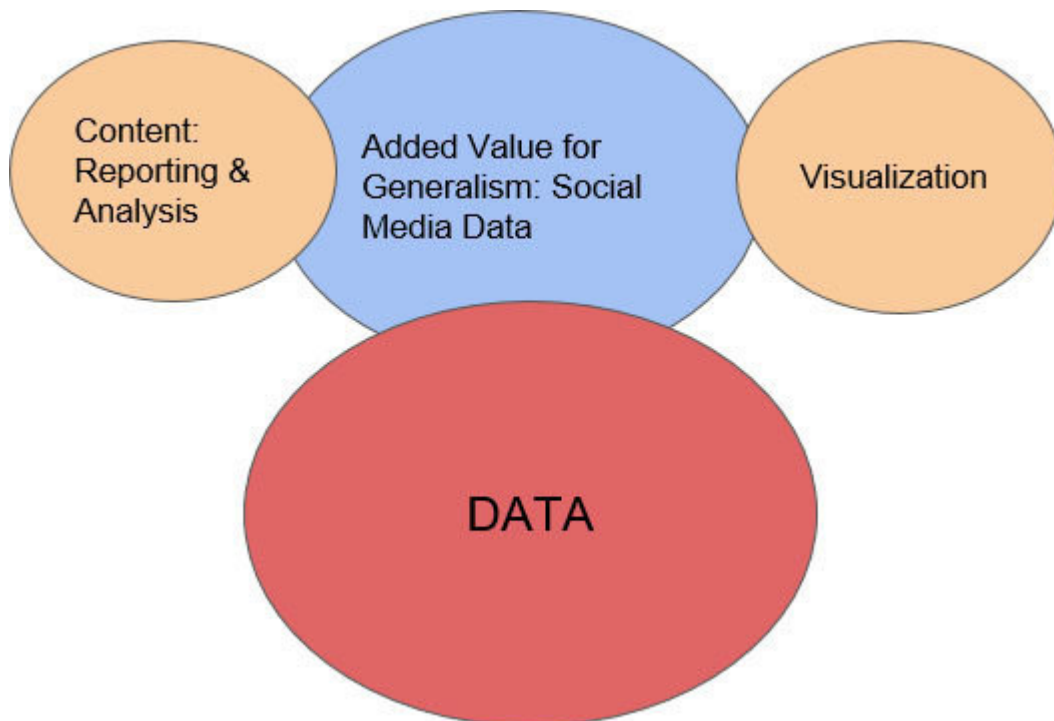 Content:
Reporting &
Analysis
Added Value for
Generalism: Social
Media Data
Visualization
DATA